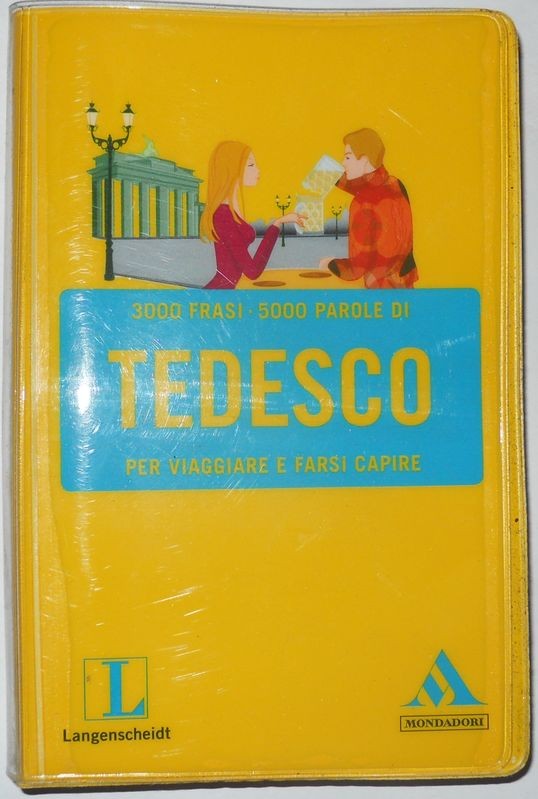 3000 FRASI · 5000 PAROLE DI
TEDESCO
PER VIAGGIARE E FARSI CAPIRE
L
Langenscheidt
MONDADORI